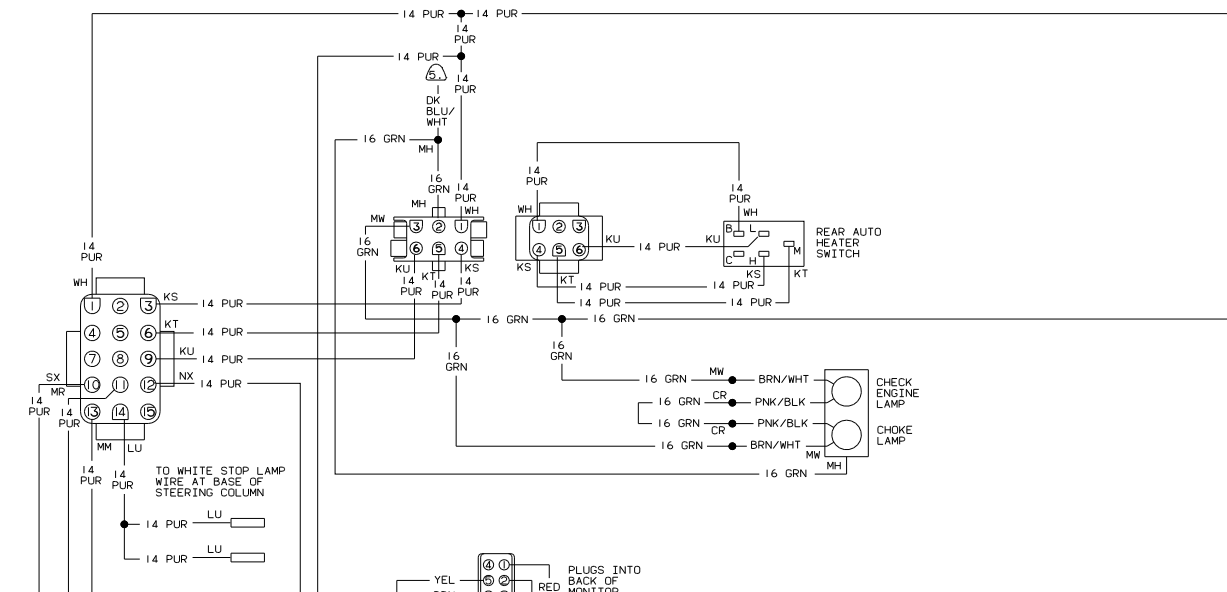 14 PUR 14 PUR
14
PUR
14 PUR
5.
14
PUR
DK
BLU/
WHT
16 GRN
MH
14
PUR
16
GRN
14
PUR
14
PUR
MH WH WH WH
MW 3 2 1
1 2 3
B L
REAR AUTO
HEATER
SWITCH
16
GRN
KU 14 PUR KU
M
6 5 4
4 5 6
C H
14
PUR
KU KT KS
KS KT
KS KT
14
PUR
14
PUR
14
PUR
14 PUR 14 PUR
14 PUR 14 PUR
WH
1 2 3 KS 14 PUR
16 GRN 16 GRN
4 5 6 KT 14 PUR
7 8 9 KU 14 PUR
16
GRN
16
GRN
SX 10 11 12 NX 14 PUR
MR
14
PUR
14
PUR
13 14 15
16 GRN MW BRN/WHT
CHECK
ENGINE
LAMP
16 GRN CR PNK/BLK
16 GRN CR PNK/BLK
CHOKE
LAMP
16 GRN BRN/WHT
MW
MH
16 GRN
MM LU
14
PUR
14
PUR
TO WHITE STOP LAMP
WIRE AT BASE OF
STEERING COLUMN
14 PUR LU
14 PUR LU
4 1
YEL 5 2 RED
PLUGS INTO
BACK OF
MONITOR